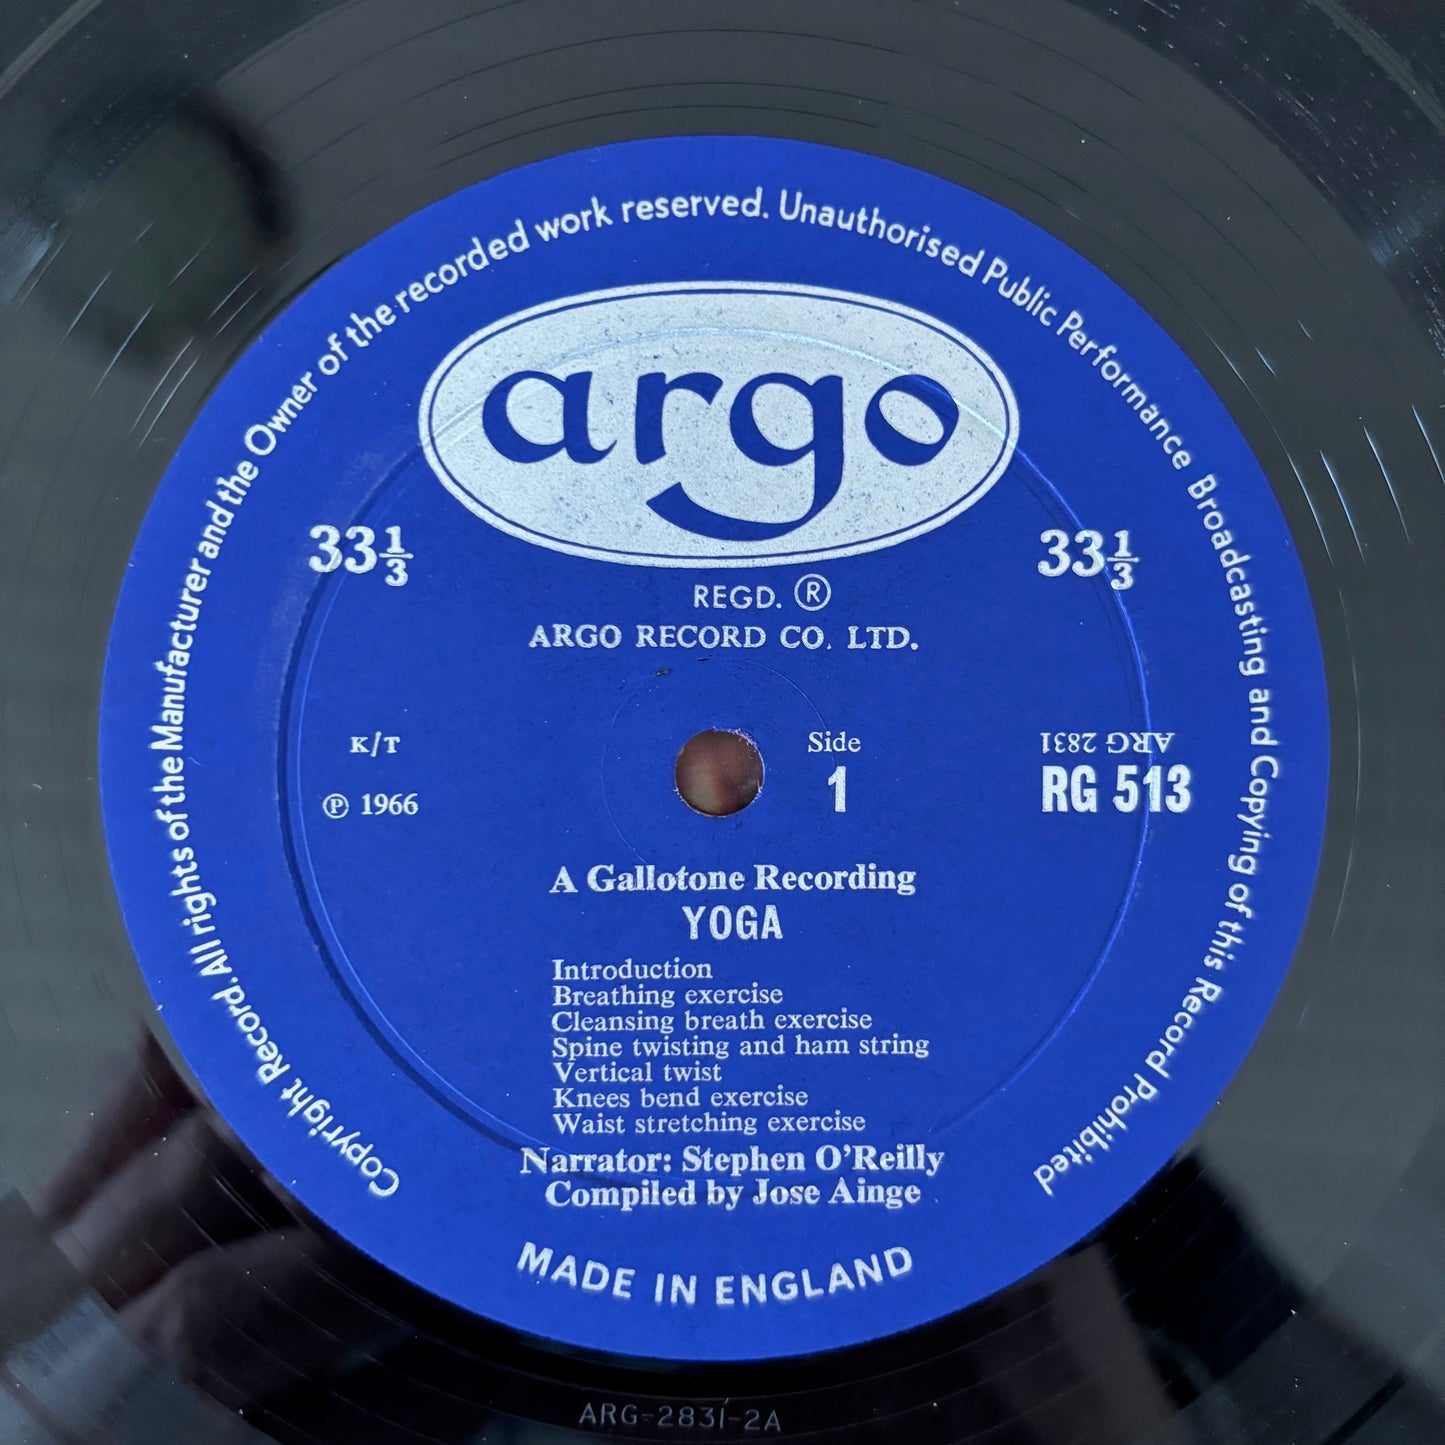 Copyright Record. All rights of the Manufacturer and the Owner of the recorded work reserved. Unauthorised Public Performance Broadcasting and Copying of this Record Prohibited
argo
33⅓
33⅓
REGD. ®
ARGO RECORD CO. LTD.
K/T
Side
ARG 2831
℗ 1966
1
RG 513
A Gallotone Recording
YOGA
Introduction
Breathing exercise
Cleansing breath exercise
Spine twisting and ham string
Vertical twist
Knees bend exercise
Waist stretching exercise
Narrator: Stephen O'Reilly
Compiled by Jose Ainge
MADE IN ENGLAND
ARG-2831-2A